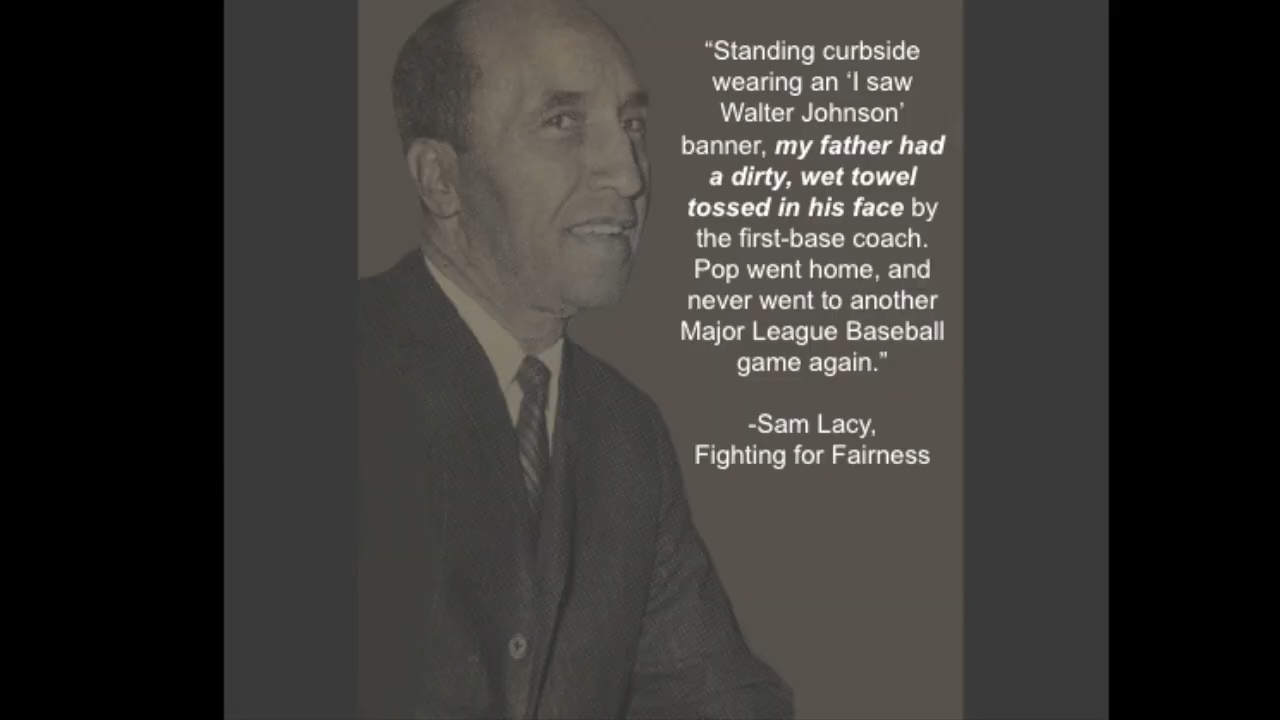 “Standing curbside
wearing an ‘I saw
Walter Johnson’
banner, my father had
a dirty, wet towel
tossed in his face by
the first-base coach.
Pop went home, and
never went to another
Major League Baseball
game again.”
-Sam Lacy,
Fighting for Fairness